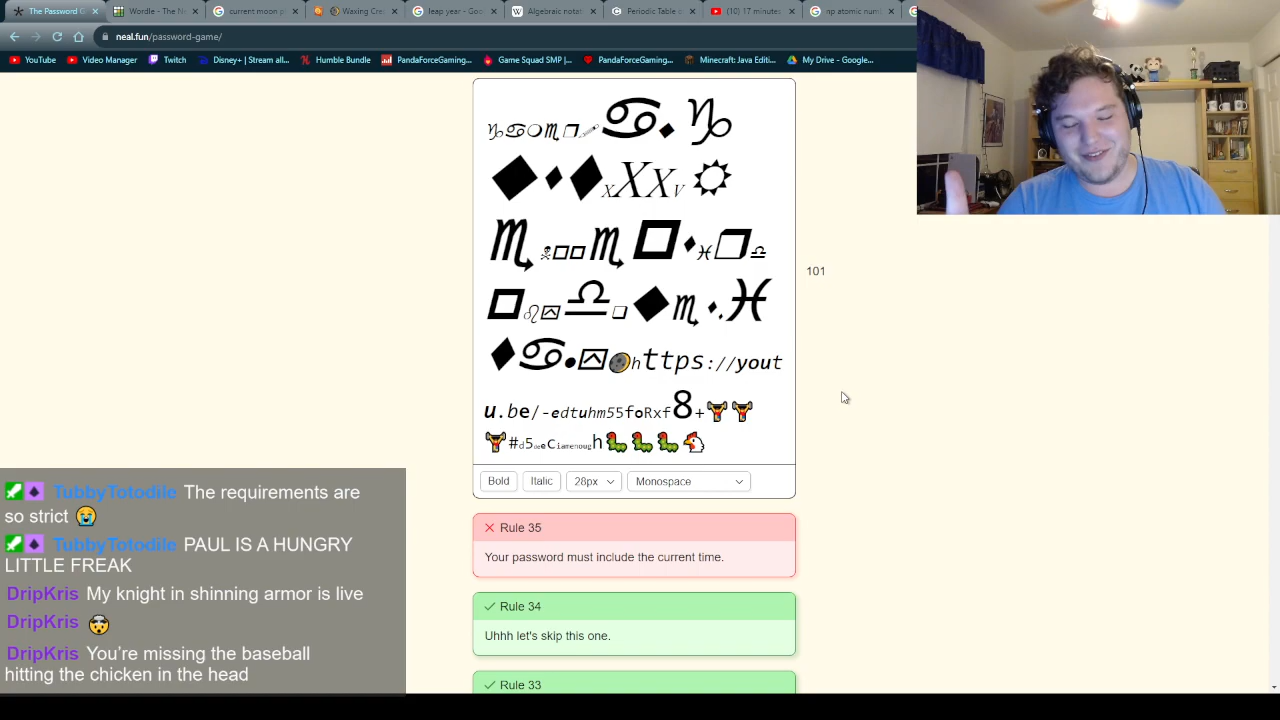 The Password G
Wordle - The N
current moon p
Waxing Cre
leap year - Goo
Algebraic notat
Periodic Table o
(10) 17 minutes
np atomic num
neal.fun/password-game/
YouTube
Video Manager
Twitch
Disney+ | Stream all...
Humble Bundle
PandaForceGaming...
Game Squad SMP |...
PandaForceGaming...
Minecraft: Java Editi...
My Drive - Google...
XXXV
101
https://yout
u.be/-edtuhm55foRxf8+🏋️🏋️
🏋️#d5oeeciamenough🐛🐛🐛🐔
Bold
Italic
28px
Monospace
Rule 35
Your password must include the current time.
Rule 34
Uhhh let's skip this one.
Rule 33
TubbyTotodile The requirements are
so strict 😭
TubbyTotodile PAUL IS A HUNGRY
LITTLE FREAK
DripKris My knight in shinning armor is live
DripKris 🤯
DripKris You're missing the baseball
hitting the chicken in the head